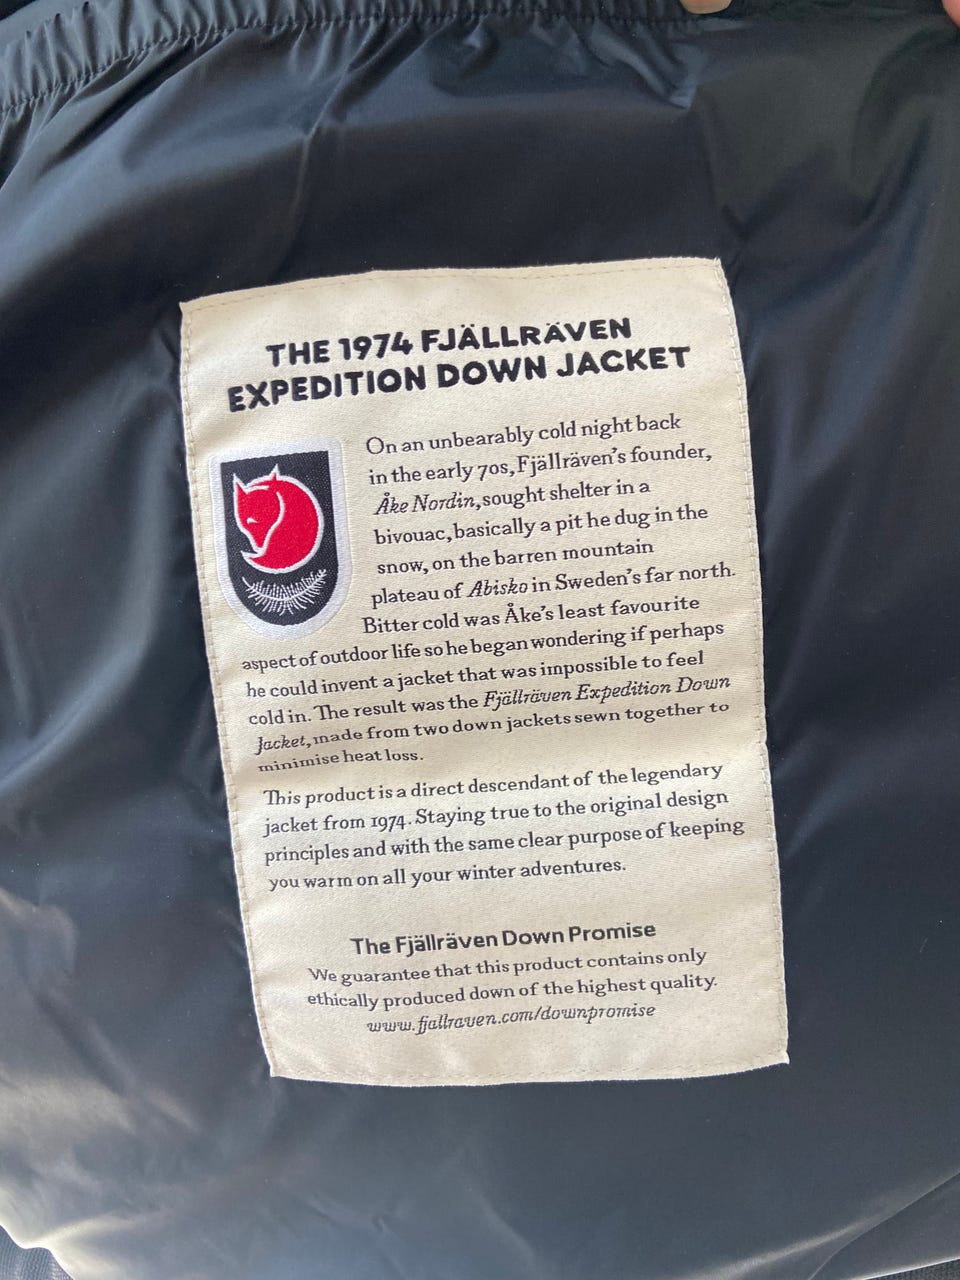 THE 1974 FJÄLLRÄVEN
EXPEDITION DOWN JACKET
On an unbearably cold night back
in the early 70s, Fjällräven's founder,
Åke Nordin, sought shelter in a
bivouac, basically a pit he dug in the
snow, on the barren mountain
plateau of Abisko in Sweden's far north.
Bitter cold was Åke's least favourite
aspect of outdoor life so he began wondering if perhaps
he could invent a jacket that was impossible to feel
cold in. The result was the Fjällräven Expedition Down
Jacket, made from two down jackets sewn together to
minimise heat loss.
This product is a direct descendant of the legendary
jacket from 1974. Staying true to the original design
principles and with the same clear purpose of keeping
you warm on all your winter adventures.
The Fjällräven Down Promise
We guarantee that this product contains only
ethically produced down of the highest quality.
www.fjallraven.com/downpromise